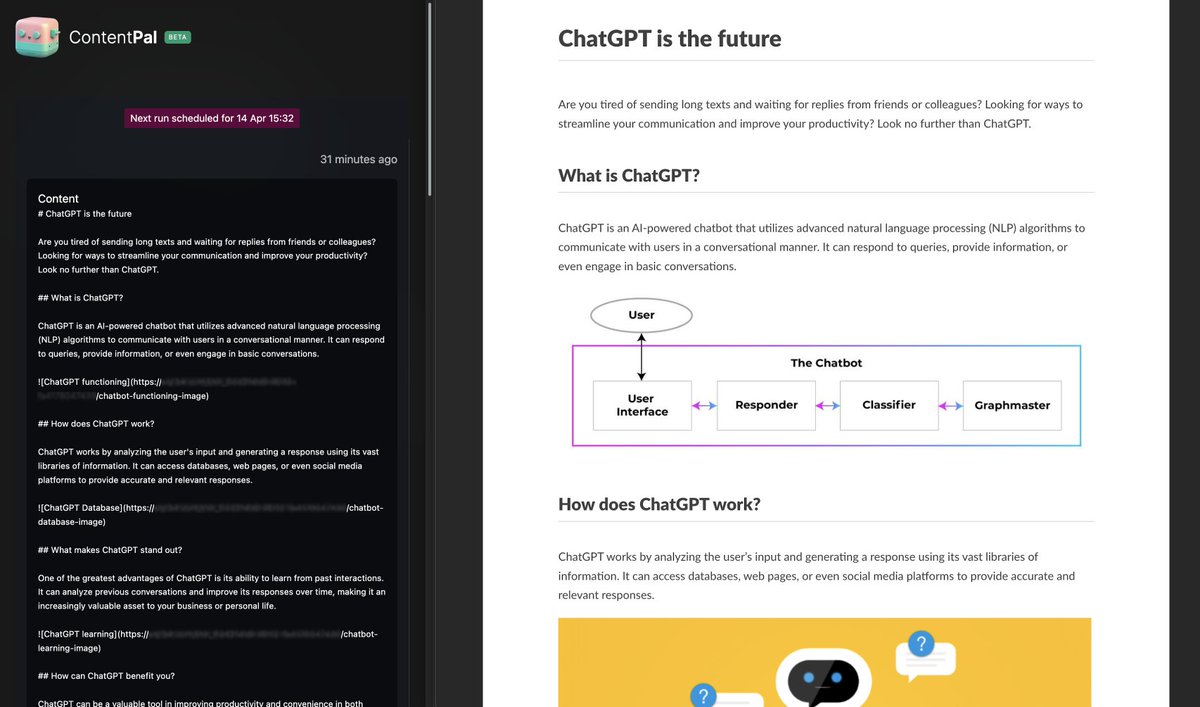 ContentPal BETA
Next run scheduled for 14 Apr 15:32
31 minutes ago
Content
# ChatGPT is the future
Are you tired of sending long texts and waiting for replies from friends or colleagues?
Looking for ways to streamline your communication and improve your productivity?
Look no further than ChatGPT.
## What is ChatGPT?
ChatGPT is an AI-powered chatbot that utilizes advanced natural language processing
(NLP) algorithms to communicate with users in a conversational manner. It can respond
to queries, provide information, or even engage in basic conversations.
![ChatGPT functioning](https://
/chatbot-functioning-image)
## How does ChatGPT work?
ChatGPT works by analyzing the user's input and generating a response using its vast
libraries of information. It can access databases, web pages, or even social media
platforms to provide accurate and relevant responses.
![ChatGPT Database](https:// /chatbot-
database-image)
## What makes ChatGPT stand out?
One of the greatest advantages of ChatGPT is its ability to learn from past interactions.
It can analyze previous conversations and improve its responses over time, making it an
increasingly valuable asset to your business or personal life.
![ChatGPT learning](https:// /chatbot-
learning-image)
## How can ChatGPT benefit you?
ChatGPT can be a valuable tool in improving productivity and convenience in both
ChatGPT is the future
Are you tired of sending long texts and waiting for replies from friends or colleagues? Looking for ways to
streamline your communication and improve your productivity? Look no further than ChatGPT.
What is ChatGPT?
ChatGPT is an AI-powered chatbot that utilizes advanced natural language processing (NLP) algorithms to
communicate with users in a conversational manner. It can respond to queries, provide information, or
even engage in basic conversations.
User
The Chatbot
User
Interface
Responder
Classifier
Graphmaster
How does ChatGPT work?
ChatGPT works by analyzing the user’s input and generating a response using its vast libraries of
information. It can access databases, web pages, or even social media platforms to provide accurate and
relevant responses.
?
?